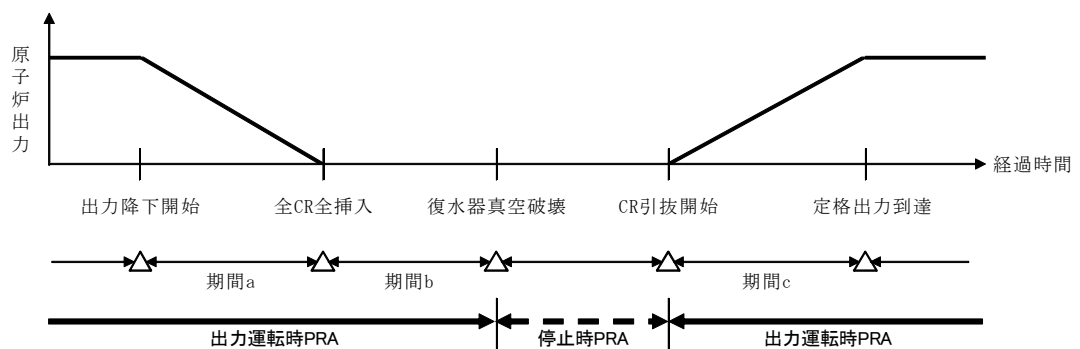 原子炉出力
経過時間
出力降下開始
全CR全挿入
復水器真空破壊
CR引抜開始
定格出力到達
期間a
期間b
期間c
出力運転時PRA
停止時PRA
出力運転時PRA